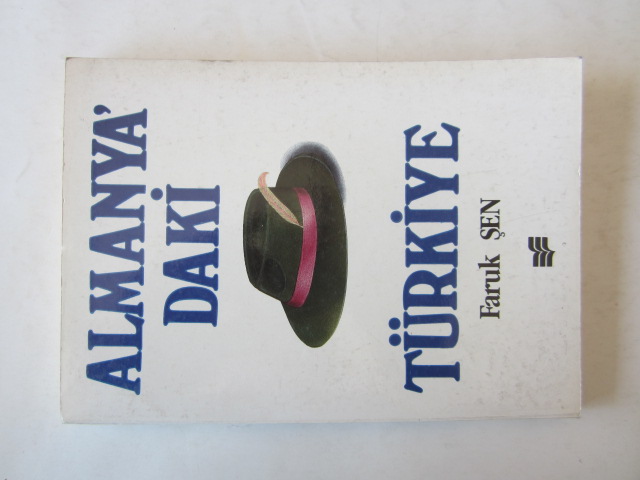 ALMANYA'
DAKİ
TÜRKİYE
Faruk ŞEN